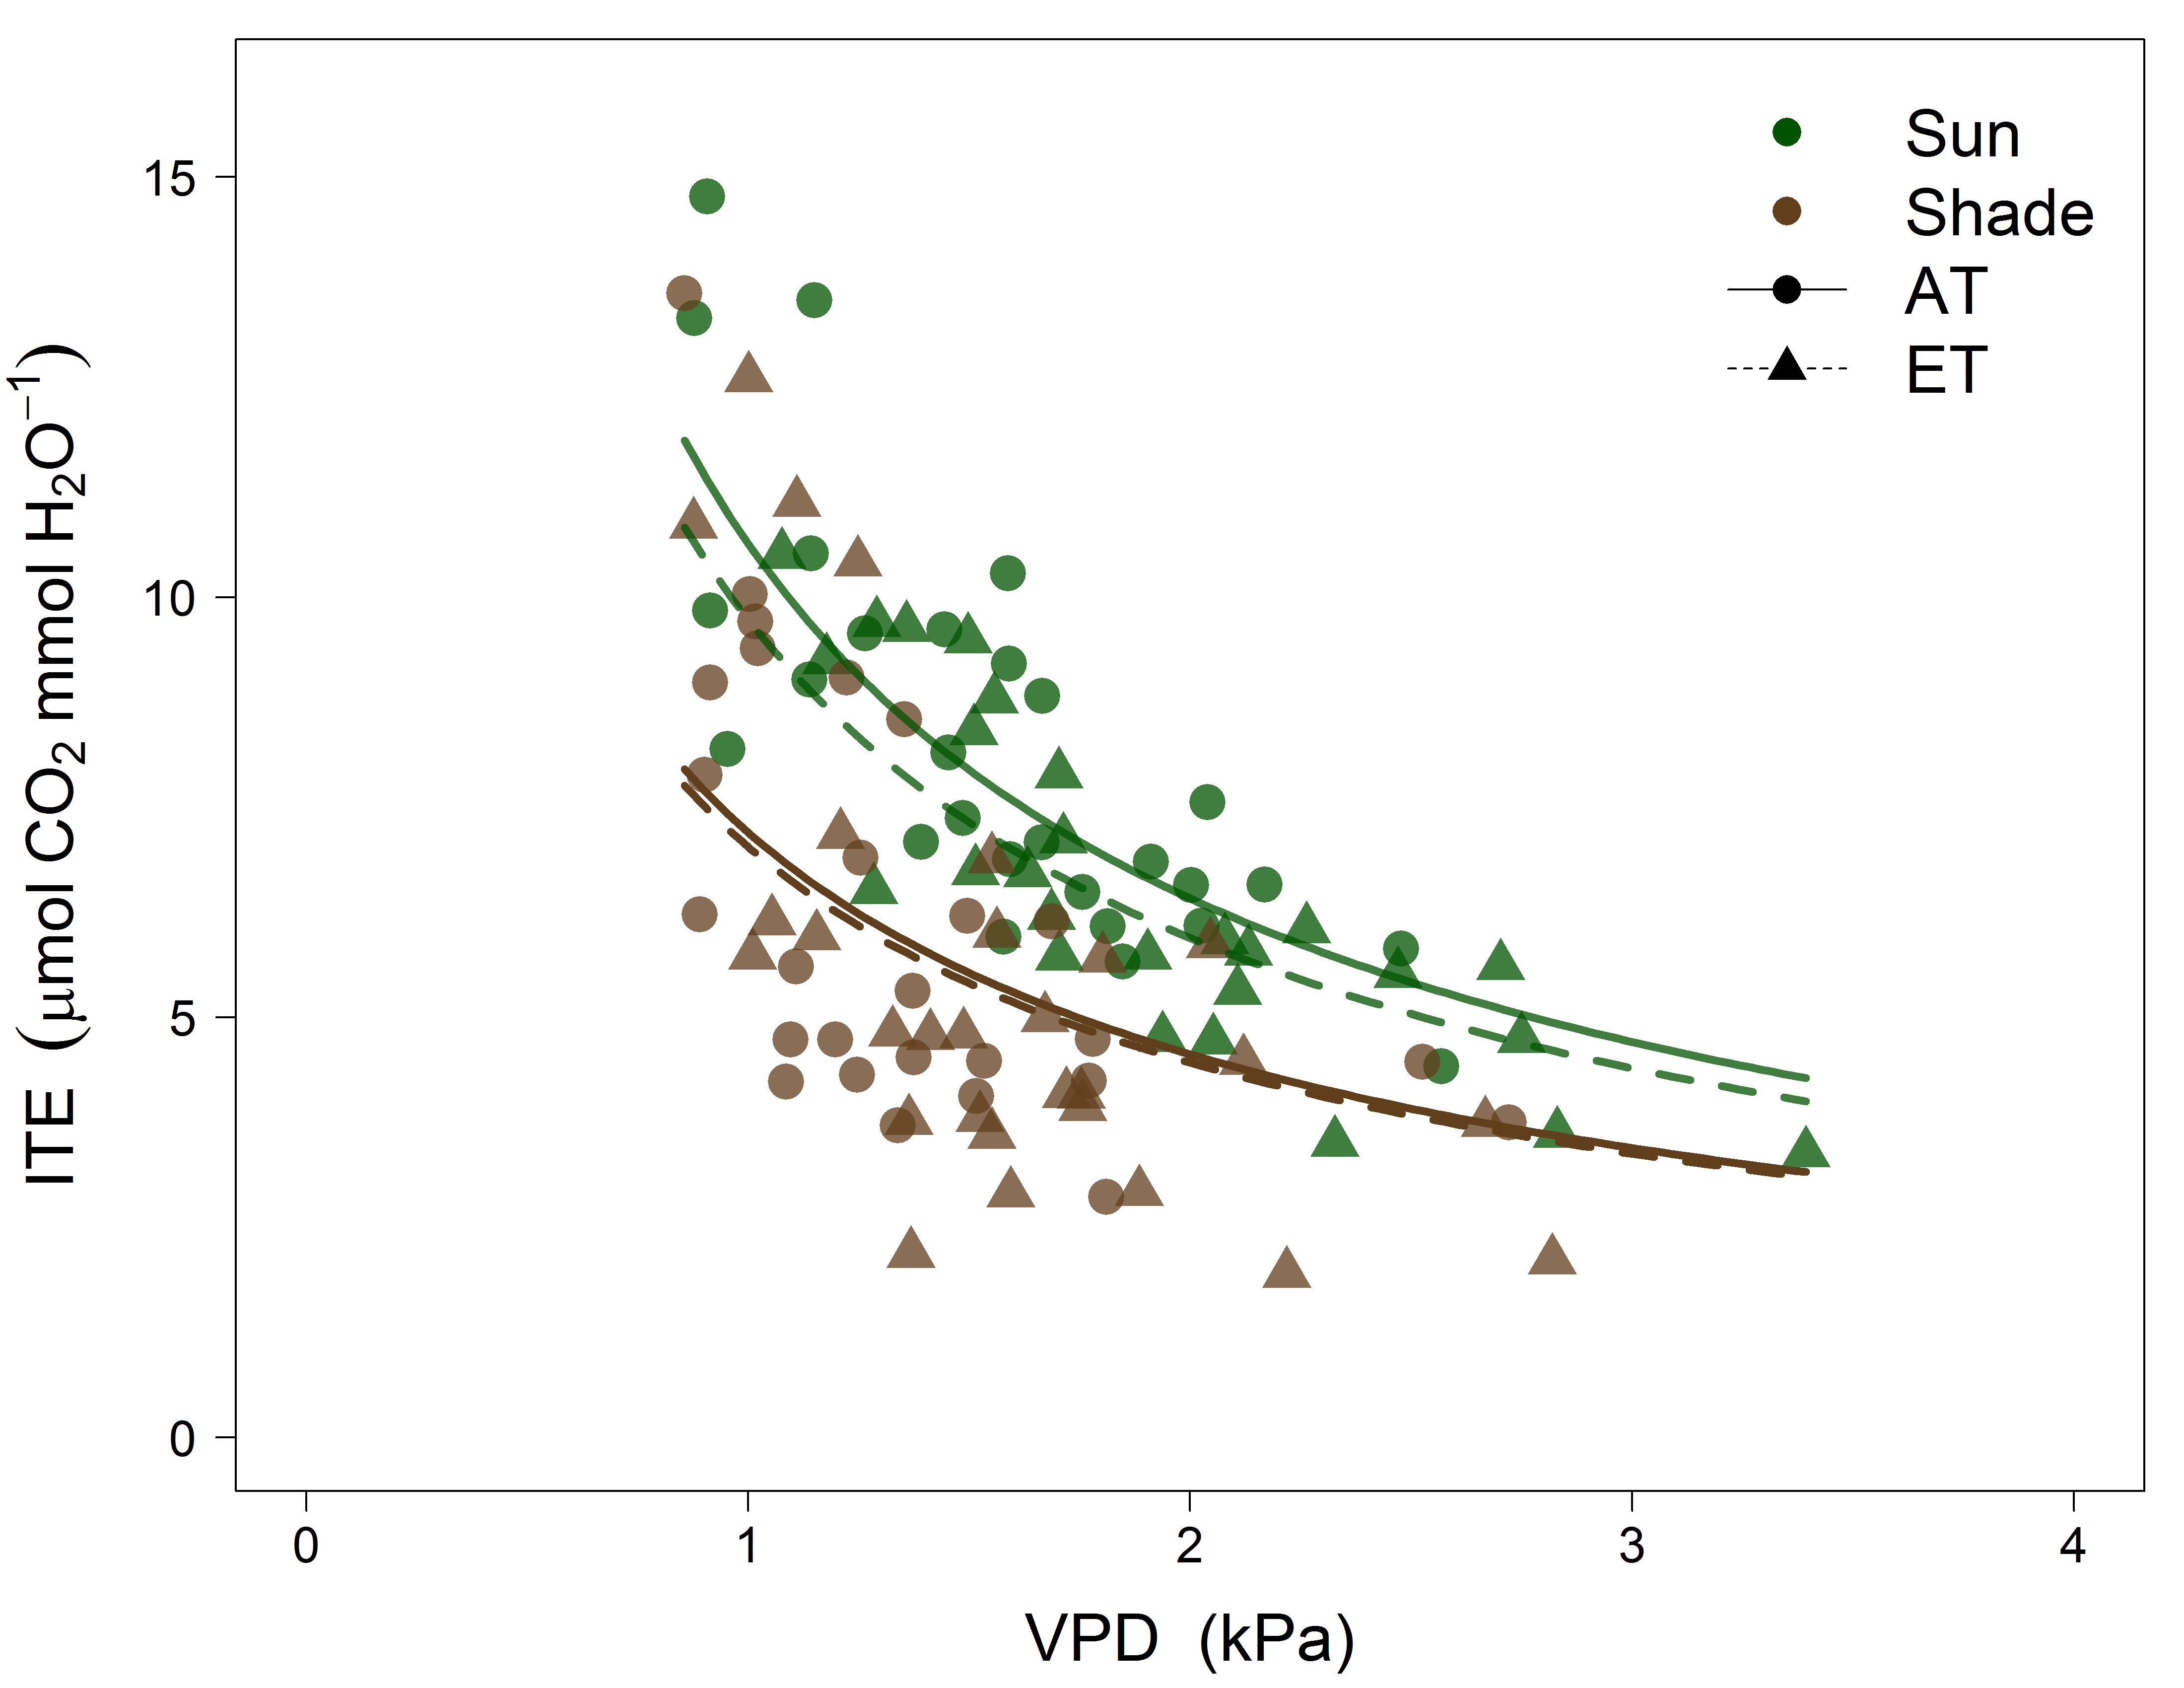 Sun
Shade
AT
ET
15
10
5
0
ITE (μmol CO₂ mmol H₂O⁻¹)
0 1 2 3 4
VPD (kPa)